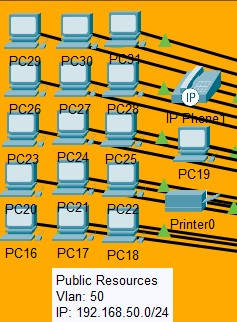 PC29 PC30 PC31
IP
IP Phone1
PC26 PC27 PC28
PC19
PC23 PC24 PC25
Printer0
PC20 PC21 PC22
PC16 PC17 PC18
Public Resources
Vlan: 50
IP: 192.168.50.0/24